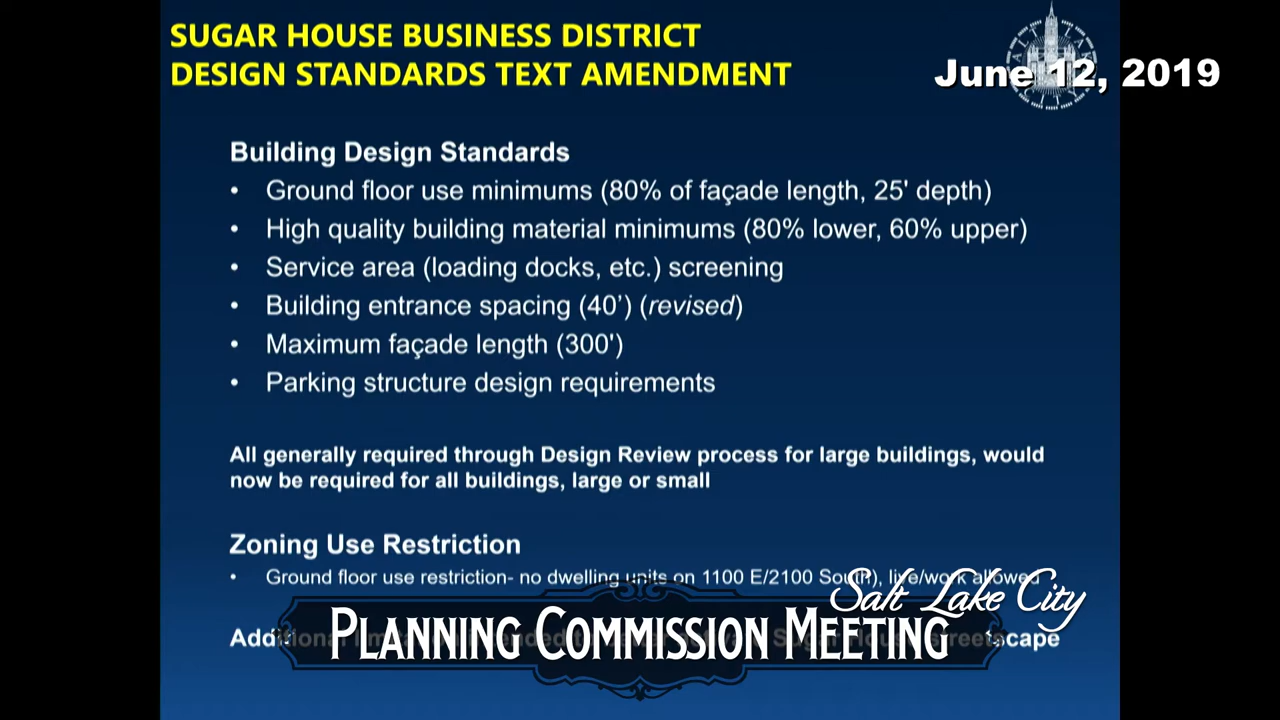 SUGAR HOUSE BUSINESS DISTRICT
DESIGN STANDARDS TEXT AMENDMENT
June 12, 2019
Building Design Standards
• Ground floor use minimums (80% of façade length, 25' depth)
• High quality building material minimums (80% lower, 60% upper)
• Service area (loading docks, etc.) screening
• Building entrance spacing (40’) (revised)
• Maximum façade length (300')
• Parking structure design requirements
All generally required through Design Review process for large buildings, would
now be required for all buildings, large or small
Zoning Use Restriction
• Ground floor use restriction- no dwelling units on 1100 E/2100 South), live/work allowed
Salt Lake City
PLANNING COMMISSION MEETING